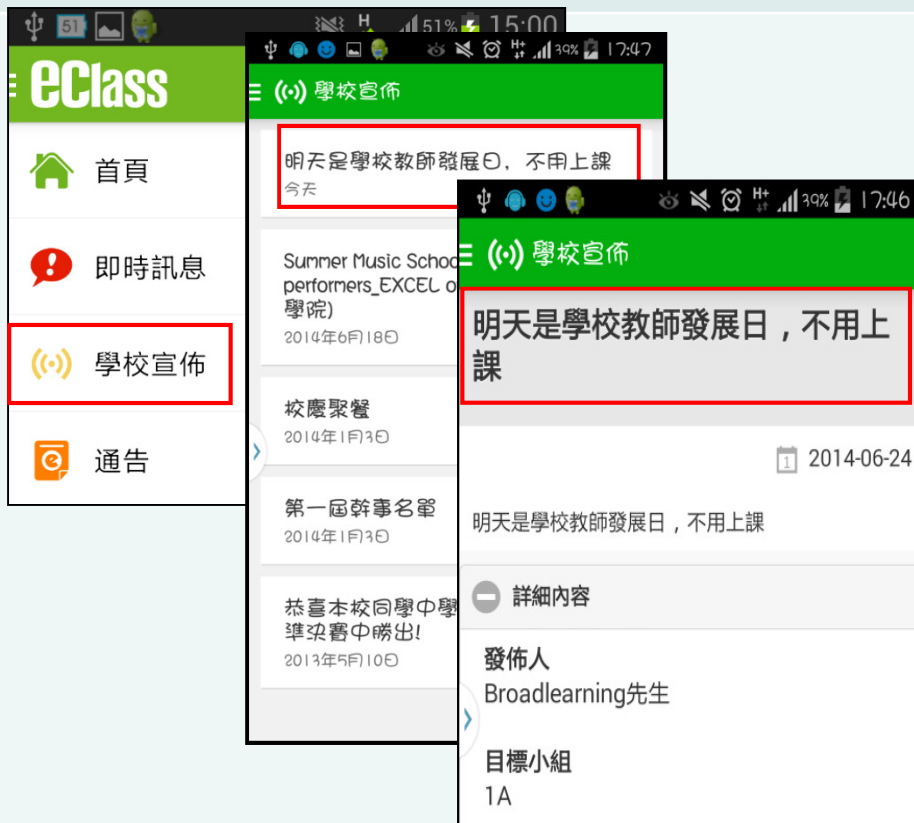 51 H 51% 15:00
eClass
首頁
即時訊息
學校宣佈
通告
H+ 39% 17:47
學校宣佈
明天是學校教師發展日, 不用上課
今天
Summer Music School
performers_EXCEL o
學院)
2014年6月18日
校慶聚餐
2014年1月3日
第一屆幹事名單
2014年1月3日
恭喜本校同學中學
準決賽中勝出!
2013年5月10日
H+ 39% 17:46
學校宣佈
明天是學校教師發展日，不用上
課
1 2014-06-24
明天是學校教師發展日，不用上課
詳細內容
發佈人
Broadlearning先生
目標小組
1A